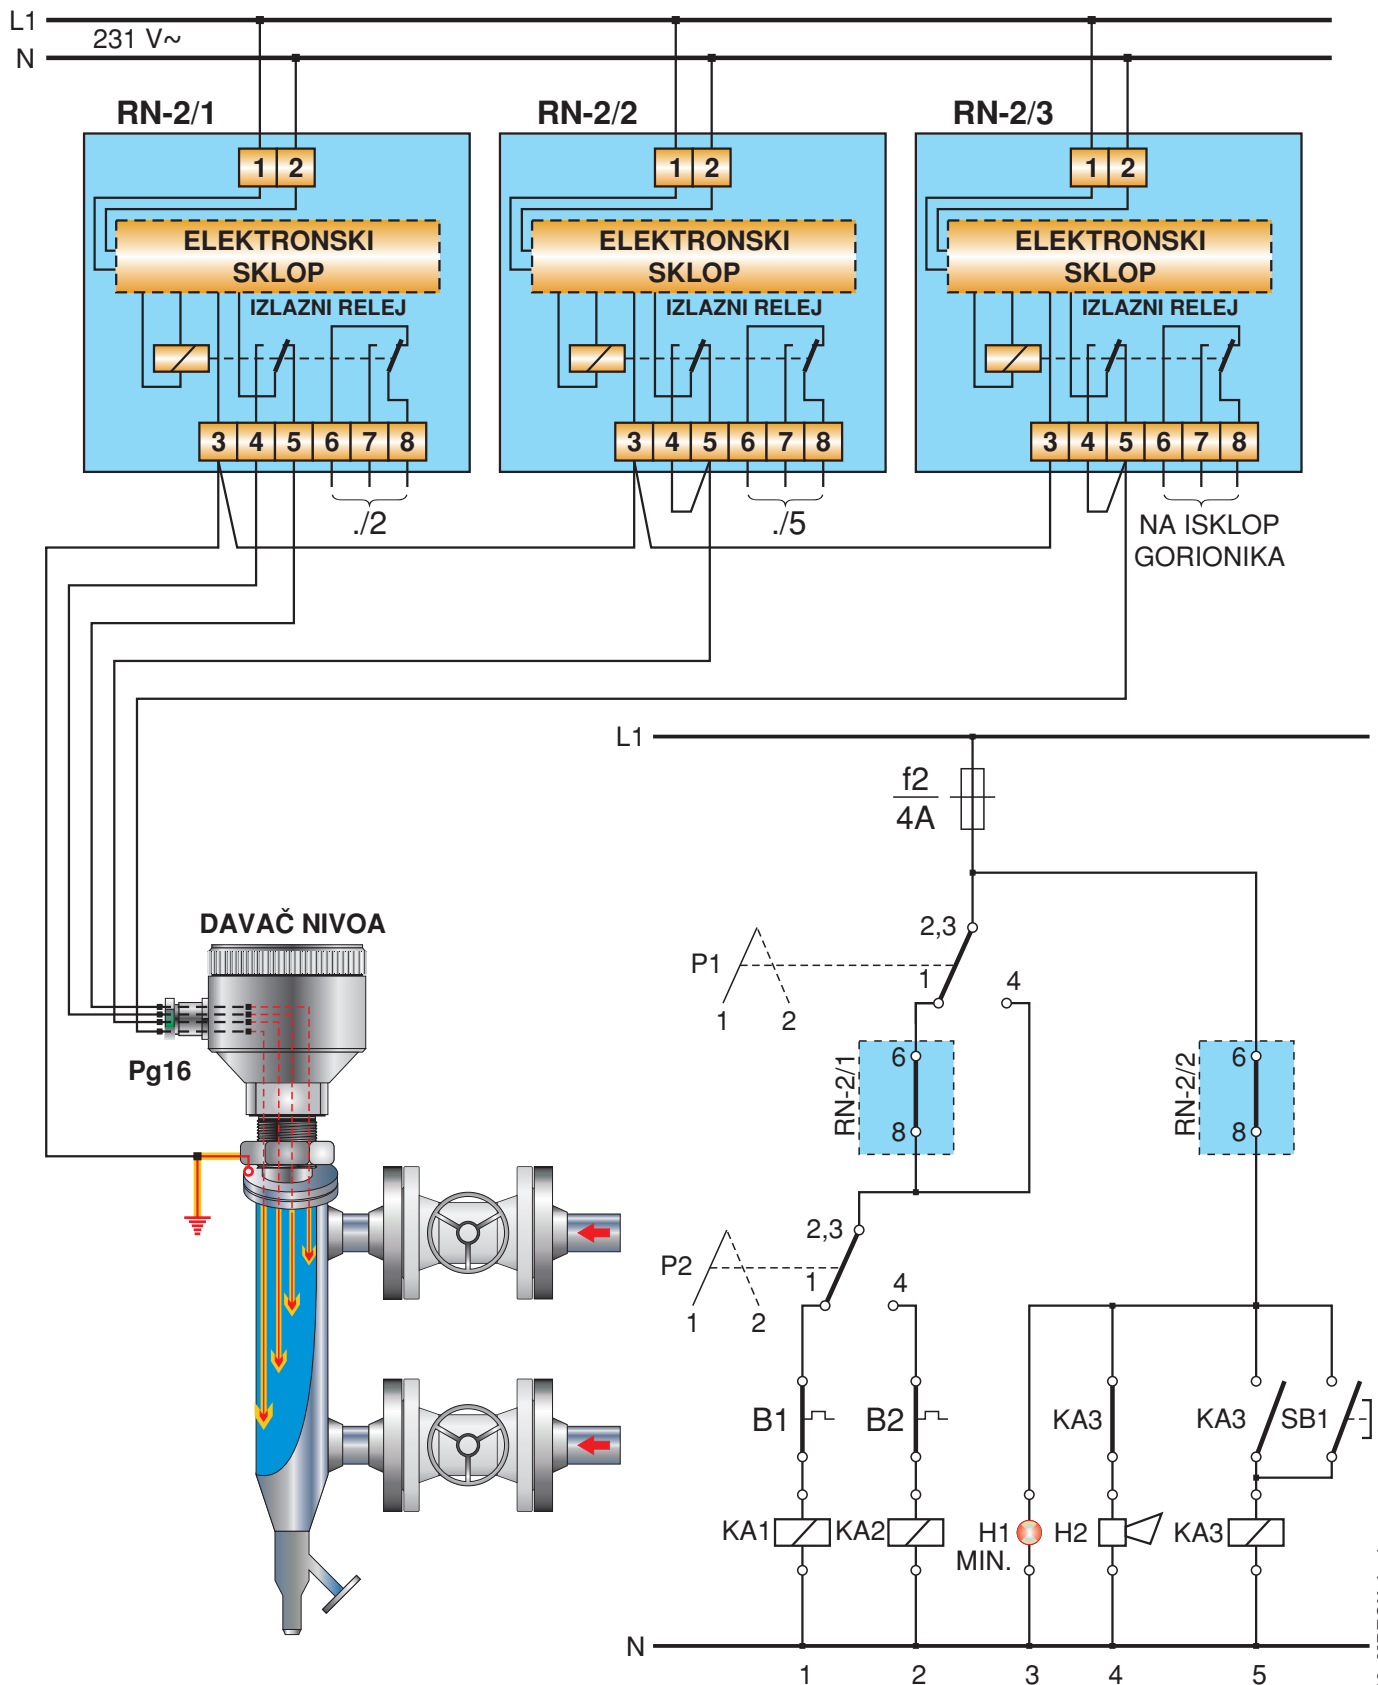 L1
231 V~
N
RN-2/1
RN-2/2
RN-2/3
1 2
1 2
1 2
ELEKTRONSKI
SKLOP
ELEKTRONSKI
SKLOP
ELEKTRONSKI
SKLOP
IZLAZNI RELEJ
IZLAZNI RELEJ
IZLAZNI RELEJ
3 4 5 6 7 8
3 4 5 6 7 8
3 4 5 6 7 8
./2
./5
NA ISKLOP
GORIONIKA
L1
f2
4A
DAVAČ NIVOA
Pg16
2,3
P1
1
4
1 2
RN-2/1
6
8
RN-2/2
6
8
2,3
P2
1
4
1 2
B1
B2
KA3
KA3
SB1
KA1
KA2
H1
MIN.
H2
KA3
N
1 2 3 4 5